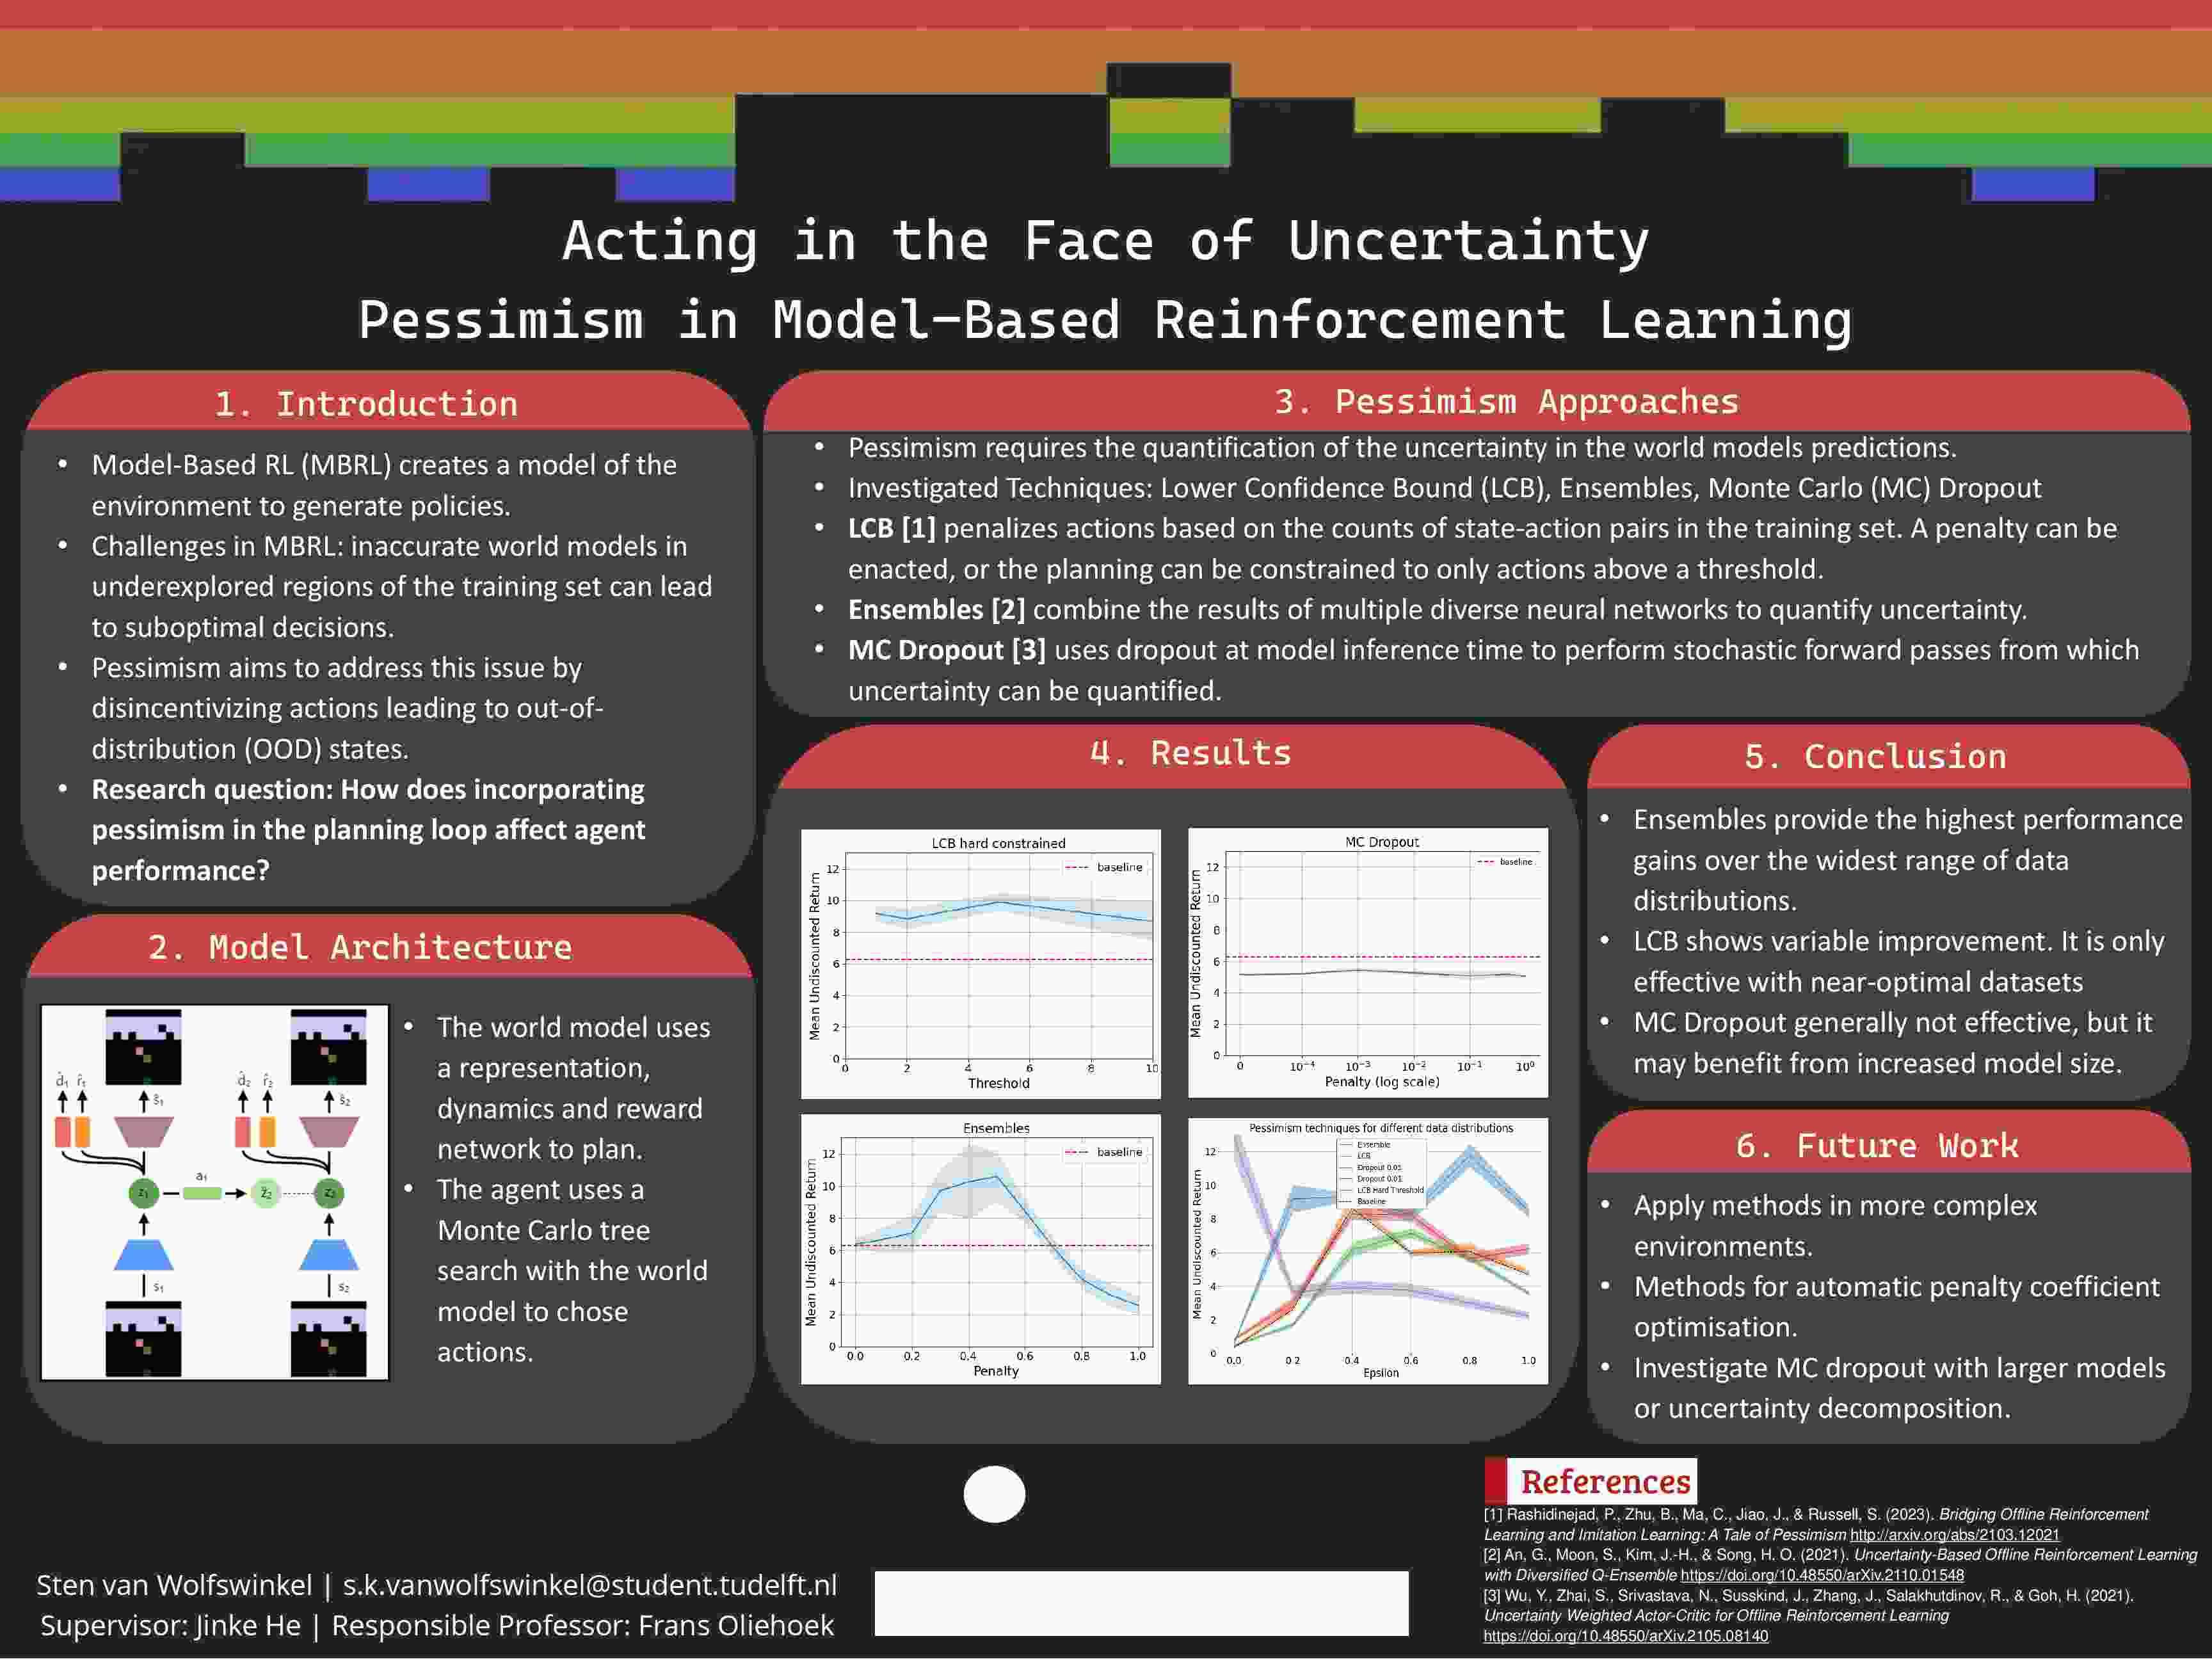 Acting in the Face of Uncertainty
Pessimism in Model-Based Reinforcement Learning
1. Introduction
• Model-Based RL (MBRL) creates a model of the
environment to generate policies.
• Challenges in MBRL: inaccurate world models in
underexplored regions of the training set can lead
to suboptimal decisions.
• Pessimism aims to address this issue by
disincentivizing actions leading to out-of-
distribution (OOD) states.
• Research question: How does incorporating
pessimism in the planning loop affect agent
performance?
2. Model Architecture
d̂₁ r̂₁ ŝ₁ d̂₂ r̂₂ ŝ₂
z₁ a₁ ẑ₂ z₂
s₁ s₂
• The world model uses
a representation,
dynamics and reward
network to plan.
• The agent uses a
Monte Carlo tree
search with the world
model to chose
actions.
3. Pessimism Approaches
• Pessimism requires the quantification of the uncertainty in the world models predictions.
• Investigated Techniques: Lower Confidence Bound (LCB), Ensembles, Monte Carlo (MC) Dropout
• LCB [1] penalizes actions based on the counts of state-action pairs in the training set. A penalty can be
enacted, or the planning can be constrained to only actions above a threshold.
• Ensembles [2] combine the results of multiple diverse neural networks to quantify uncertainty.
• MC Dropout [3] uses dropout at model inference time to perform stochastic forward passes from which
uncertainty can be quantified.
4. Results
LCB hard constrained
baseline
Mean Undiscounted Return
12
10
8
6
4
2
0
0 2 4 6 8 10
Threshold
MC Dropout
baseline
Mean Undiscounted Return
12
10
8
6
4
2
0
0 10⁻⁴ 10⁻³ 10⁻² 10⁻¹ 10⁰
Penalty (log scale)
Ensembles
baseline
Mean Undiscounted Return
12
10
8
6
4
2
0
0.0 0.2 0.4 0.6 0.8 1.0
Penalty
Pessimism techniques for different data distributions
Ensemble
LCB
Dropout 0.01
Dropout 0.01
LCB Hard Threshold
Baseline
Mean Undiscounted Return
12
10
8
6
4
2
0
0.0 0.2 0.4 0.6 0.8 1.0
Epsilon
5. Conclusion
• Ensembles provide the highest performance
gains over the widest range of data
distributions.
• LCB shows variable improvement. It is only
effective with near-optimal datasets
• MC Dropout generally not effective, but it
may benefit from increased model size.
6. Future Work
• Apply methods in more complex
environments.
• Methods for automatic penalty coefficient
optimisation.
• Investigate MC dropout with larger models
or uncertainty decomposition.
References
[1] Rashidinejad, P., Zhu, B., Ma, C., Jiao, J., & Russell, S. (2023). Bridging Offline Reinforcement
Learning and Imitation Learning: A Tale of Pessimism http://arxiv.org/abs/2103.12021
[2] An, G., Moon, S., Kim, J.-H., & Song, H. O. (2021). Uncertainty-Based Offline Reinforcement Learning
with Diversified Q-Ensemble https://doi.org/10.48550/arXiv.2110.01548
[3] Wu, Y., Zhai, S., Srivastava, N., Susskind, J., Zhang, J., Salakhutdinov, R., & Goh, H. (2021).
Uncertainty Weighted Actor-Critic for Offline Reinforcement Learning
https://doi.org/10.48550/arXiv.2105.08140
Sten van Wolfswinkel | s.k.vanwolfswinkel@student.tudelft.nl
Supervisor: Jinke He | Responsible Professor: Frans Oliehoek